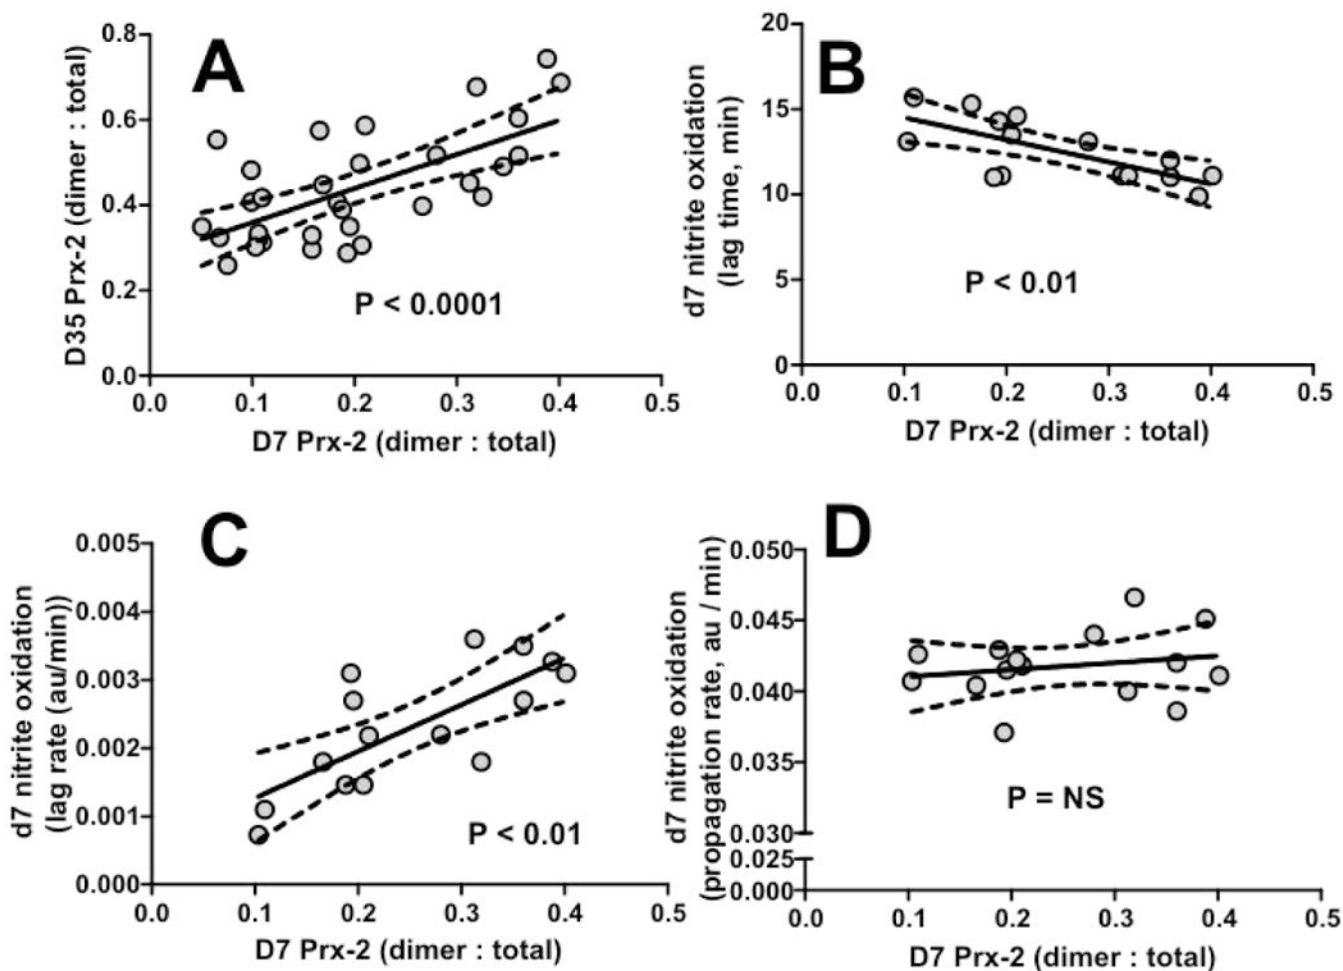 A
D35 Prx-2 (dimer : total)
0.8
0.6
0.4
0.2
0.0
P < 0.0001
0.0 0.1 0.2 0.3 0.4 0.5
D7 Prx-2 (dimer : total)
B
d7 nitrite oxidation
(lag time, min)
20
15
10
5
0
P < 0.01
0.0 0.1 0.2 0.3 0.4 0.5
D7 Prx-2 (dimer : total)
C
d7 nitrite oxidation
(lag rate (au/min))
0.005
0.004
0.003
0.002
0.001
0.000
P < 0.01
0.0 0.1 0.2 0.3 0.4 0.5
D7 Prx-2 (dimer : total)
D
d7 nitrite oxidation
(propagation rate, au / min)
0.050
0.045
0.040
0.035
0.030
0.025
0.000
P = NS
0.0 0.1 0.2 0.3 0.4 0.5
D7 Prx-2 (dimer : total)